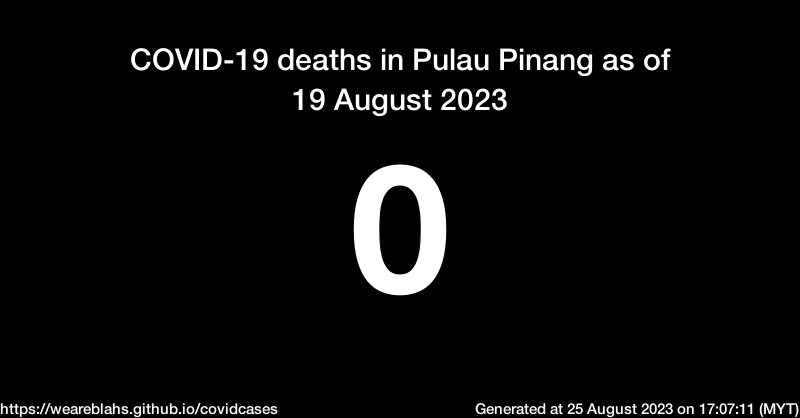 COVID-19 deaths in Pulau Pinang as of
19 August 2023
0
https://weareblahs.github.io/covidcases
Generated at 25 August 2023 on 17:07:11 (MYT)